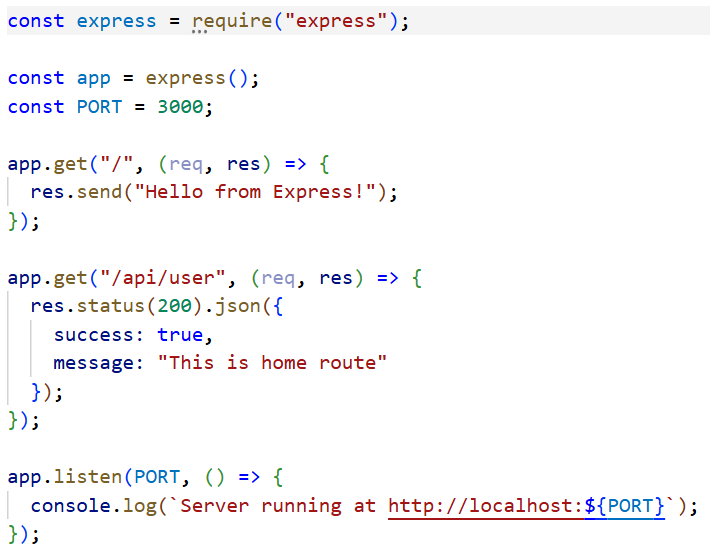 const express = require("express");

const app = express();
const PORT = 3000;

app.get("/", (req, res) => {
  res.send("Hello from Express!");
});

app.get("/api/user", (req, res) => {
  res.status(200).json({
    success: true,
    message: "This is home route"
  });
});

app.listen(PORT, () => {
  console.log(`Server running at http://localhost:${PORT}`);
});